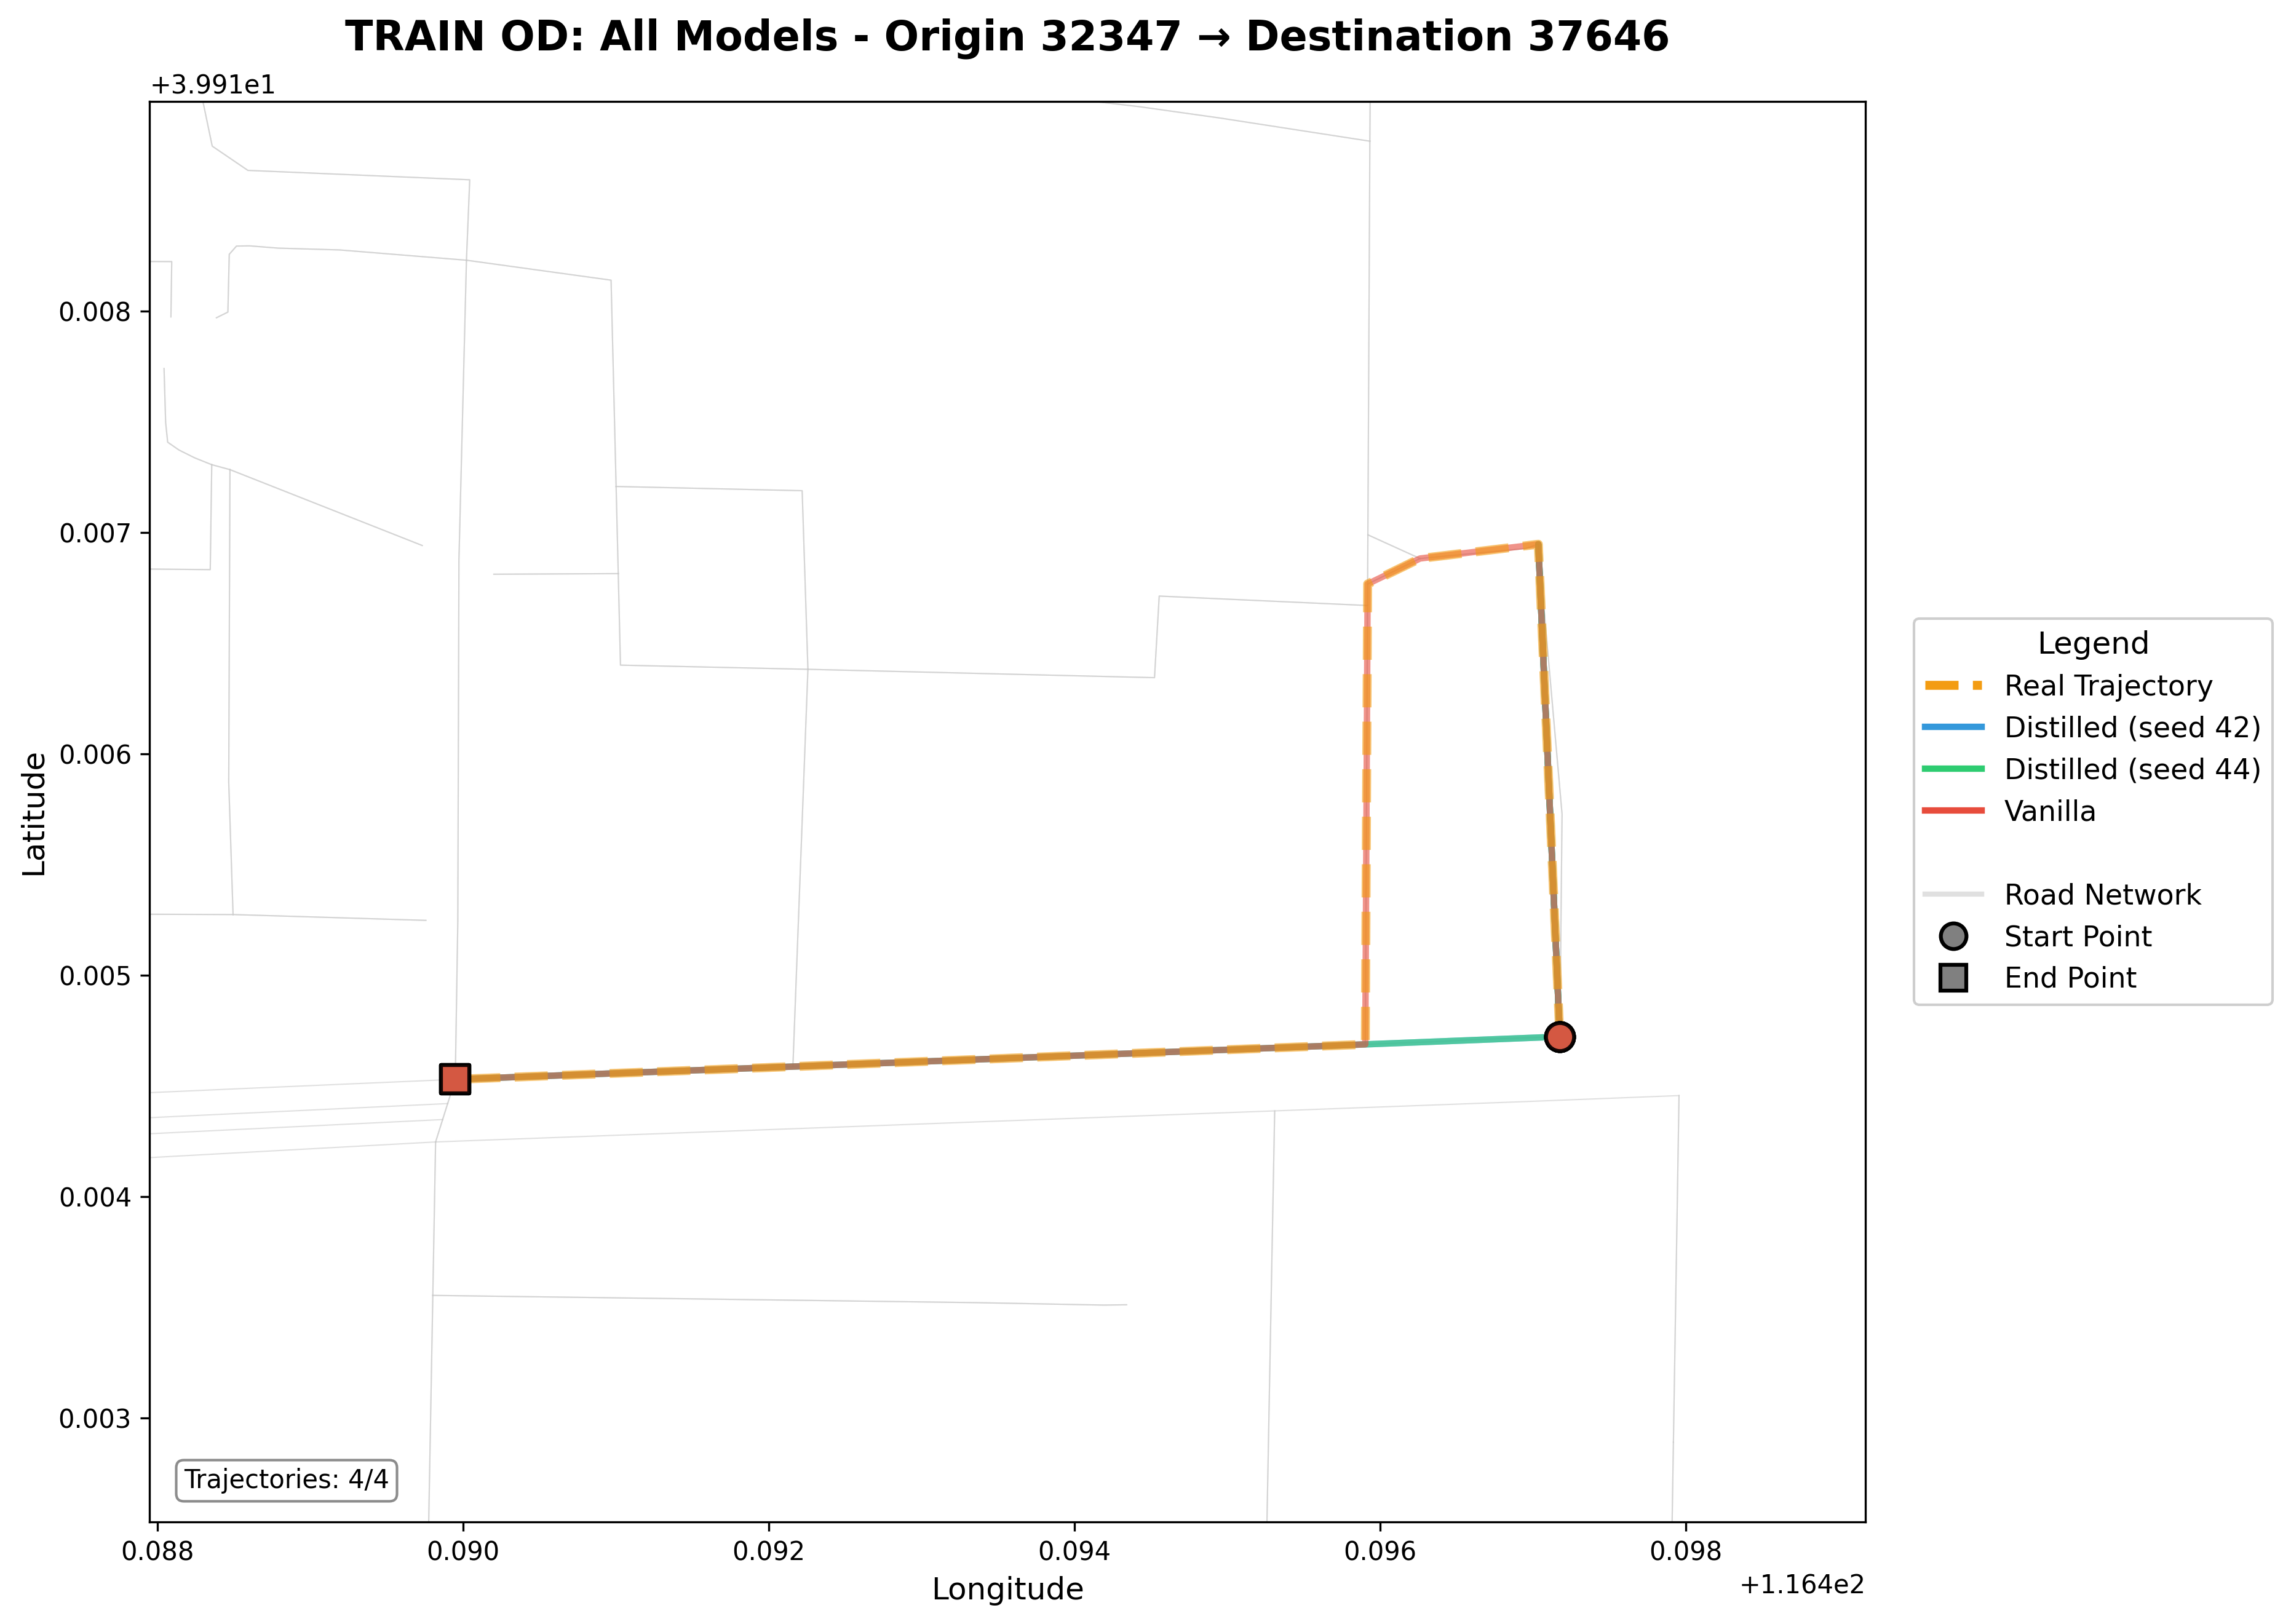 TRAIN OD: All Models - Origin 32347 → Destination 37646
+3.991e1
0.008
0.007
0.006
0.005
0.004
0.003
Latitude
Legend
Real Trajectory
Distilled (seed 42)
Distilled (seed 44)
Vanilla
Road Network
Start Point
End Point
Trajectories: 4/4
0.088 0.090 0.092 0.094 0.096 0.098
Longitude
+1.164e2